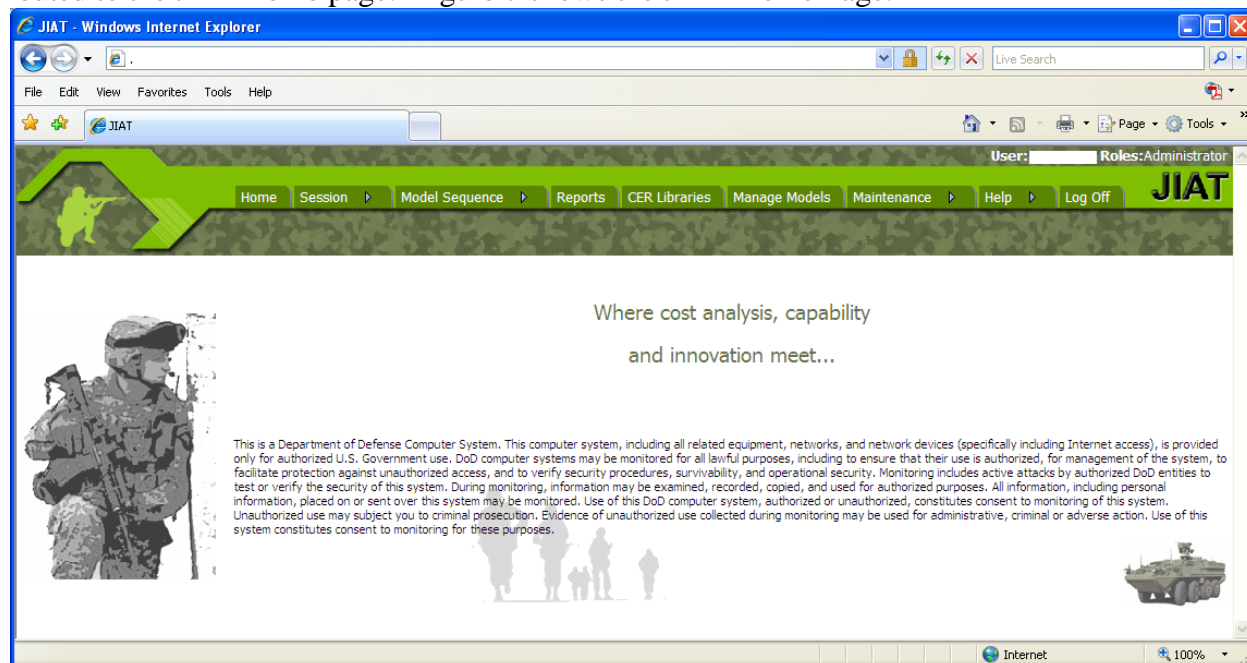 JIAT - Windows Internet Explorer
Live Search
File Edit View Favorites Tools Help
JIAT
Page Tools
User: Roles:Administrator
Home Session Model Sequence Reports CER Libraries Manage Models Maintenance Help Log Off JIAT
Where cost analysis, capability
and innovation meet...
This is a Department of Defense Computer System. This computer system, including all related equipment, networks, and network devices (specifically including Internet access), is provided
only for authorized U.S. Government use. DoD computer systems may be monitored for all lawful purposes, including to ensure that their use is authorized, for management of the system, to
facilitate protection against unauthorized access, and to verify security procedures, survivability, and operational security. Monitoring includes active attacks by authorized DoD entities to
test or verify the security of this system. During monitoring, information may be examined, recorded, copied, and used for authorized purposes. All information, including personal
information, placed on or sent over this system may be monitored. Use of this DoD computer system, authorized or unauthorized, constitutes consent to monitoring of this system.
Unauthorized use may subject you to criminal prosecution. Evidence of unauthorized use collected during monitoring may be used for administrative, criminal or adverse action. Use of this
system constitutes consent to monitoring for these purposes.
Internet 100%